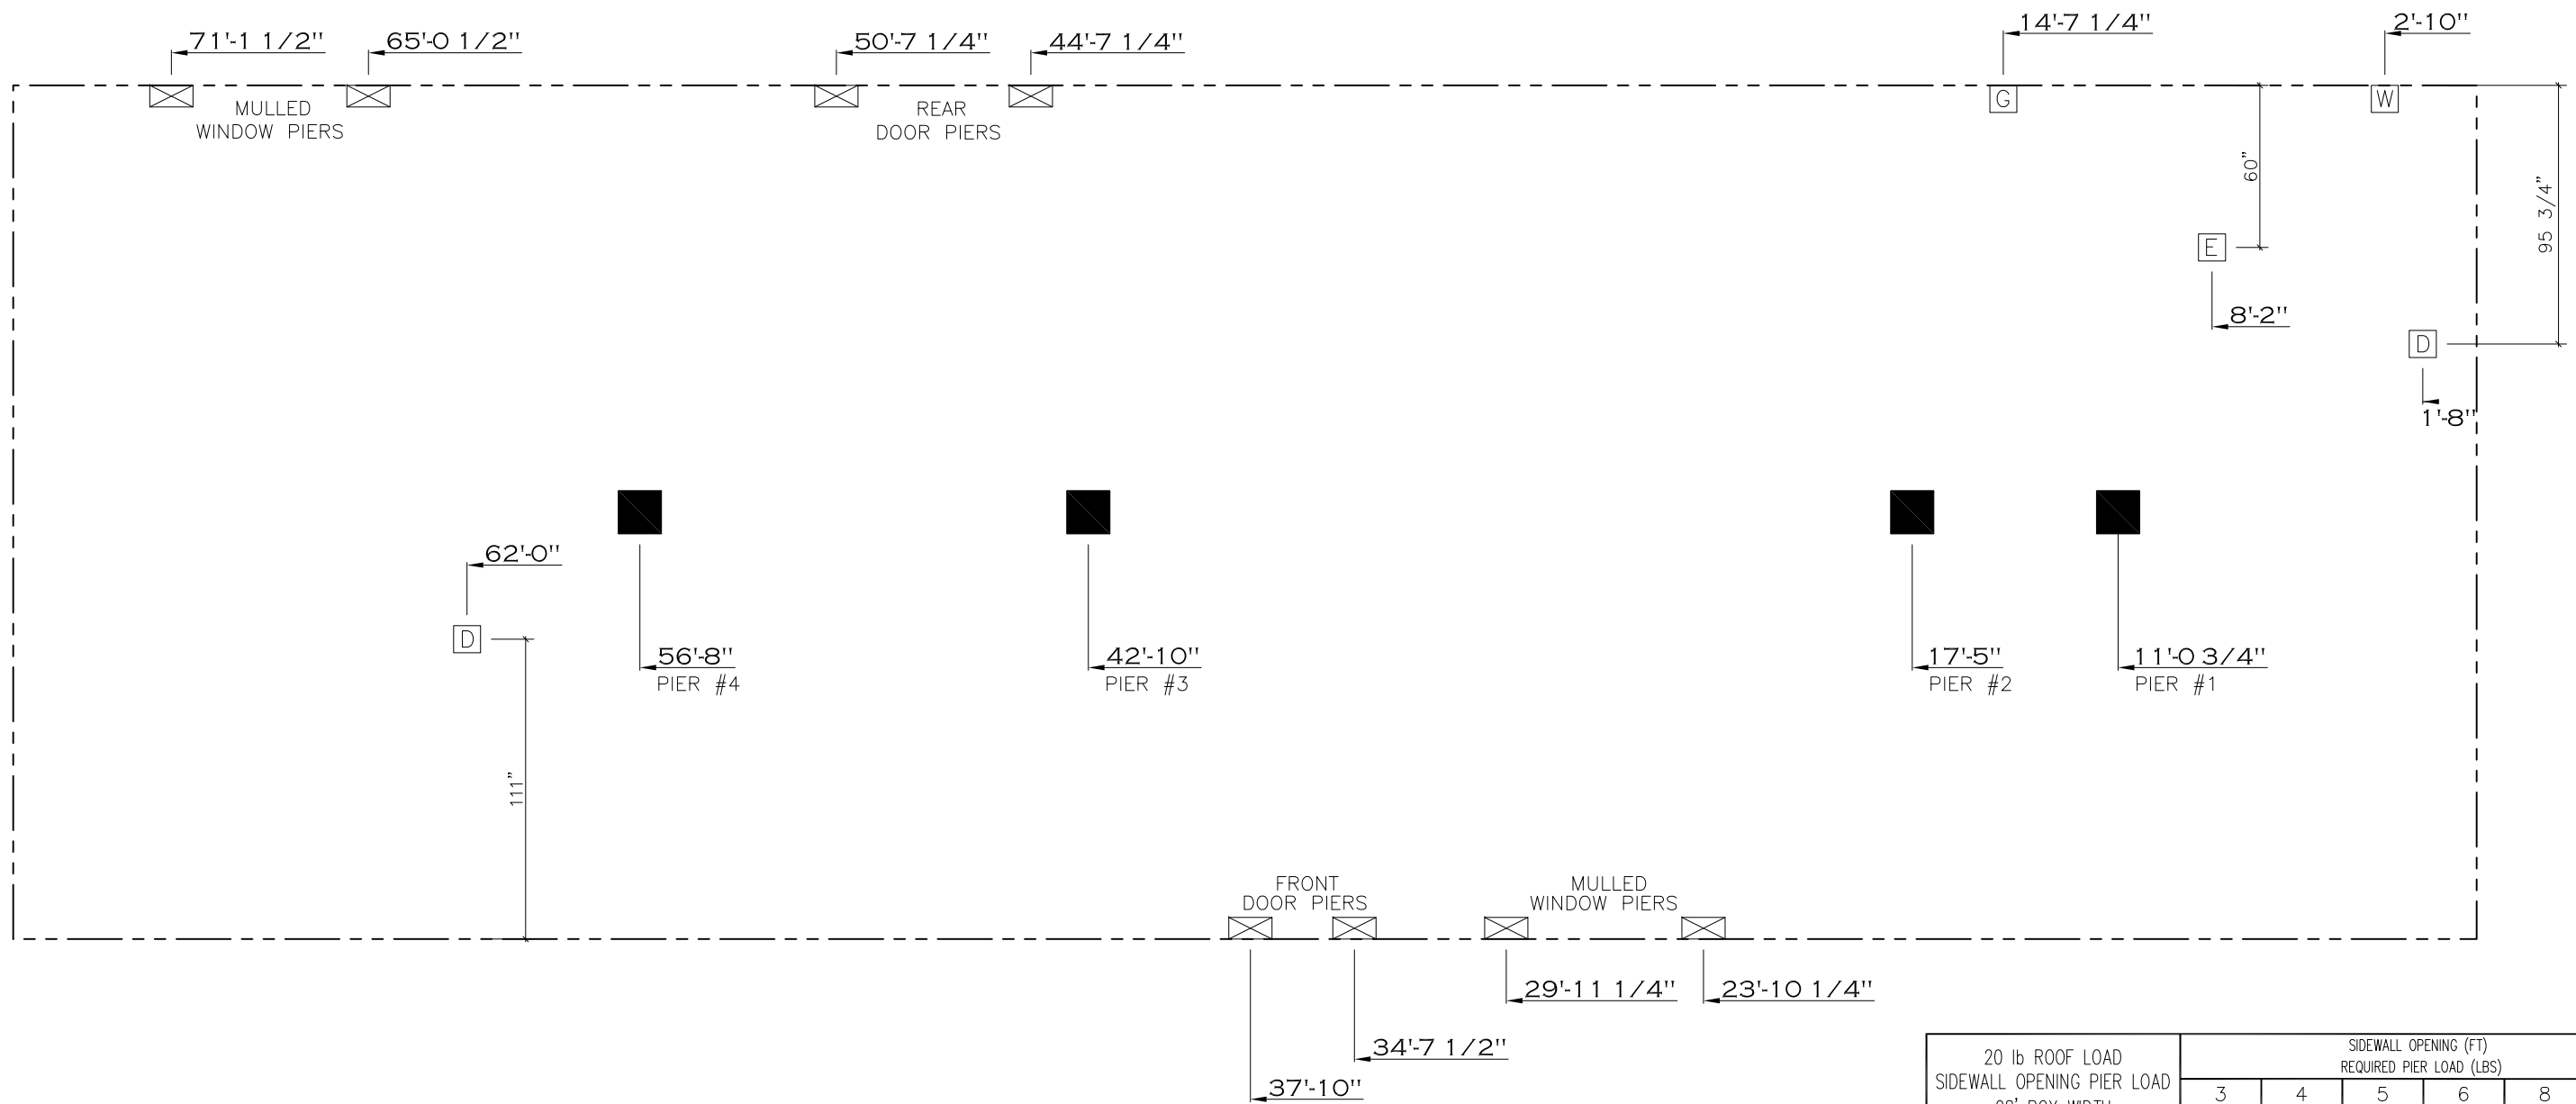 71'-1 1/2"
65'-0 1/2"
50'-7 1/4"
44'-7 1/4"
14'-7 1/4"
2'-10"
MULLED
WINDOW PIERS
REAR
DOOR PIERS
G
W
60"
95 3/4"
E
8'-2"
D
1'-8"
62'-0"
D
111"
56'-8"
PIER #4
42'-10"
PIER #3
17'-5"
PIER #2
11'-0 3/4"
PIER #1
FRONT
DOOR PIERS
MULLED
WINDOW PIERS
29'-11 1/4"
23'-10 1/4"
34'-7 1/2"
37'-10"
20 lb ROOF LOAD
SIDEWALL OPENING PIER LOAD
SIDEWALL OPENING (FT)
REQUIRED PIER LOAD (LBS)
3 4 5 6 8